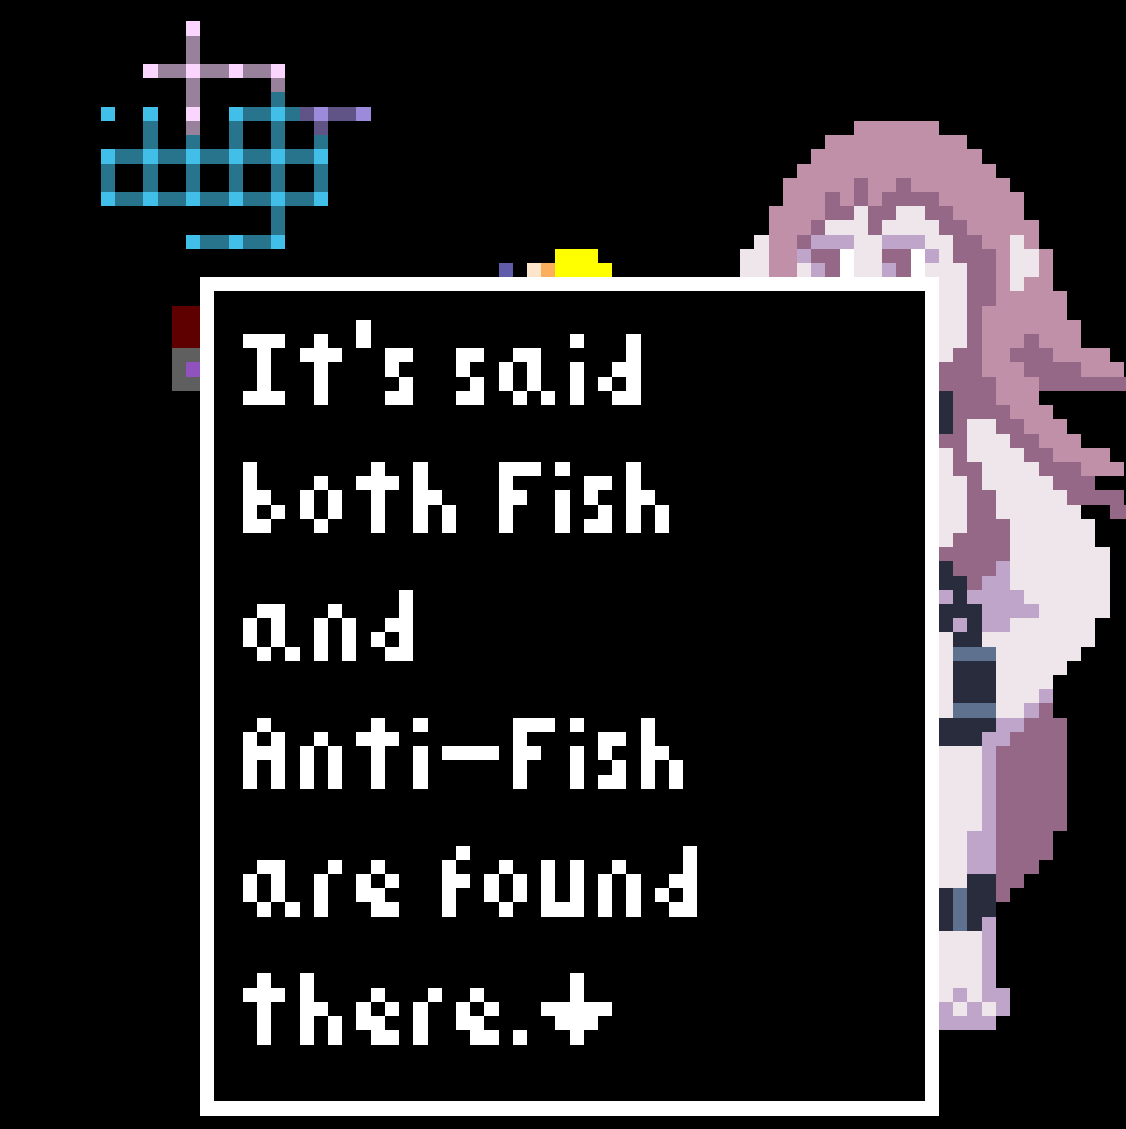 It's said
both Fish
and
Anti-Fish
are found
there.